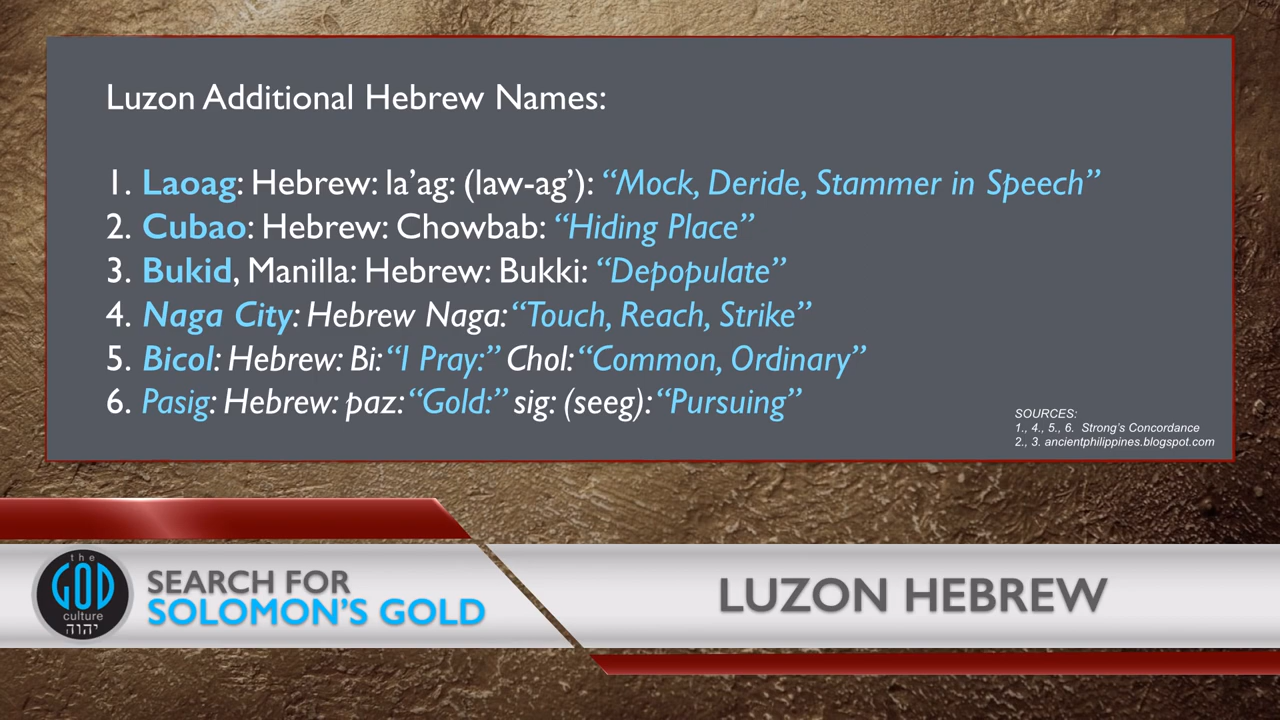 Luzon Additional Hebrew Names:
1. Laoag: Hebrew: la’ag: (law-ag’): “Mock, Deride, Stammer in Speech”
2. Cubao: Hebrew: Chowbab: “Hiding Place”
3. Bukid, Manilla: Hebrew: Bukki: “Depopulate”
4. Naga City: Hebrew Naga: “Touch, Reach, Strike”
5. Bicol: Hebrew: Bi: “I Pray:” Chol: “Common, Ordinary”
6. Pasig: Hebrew: paz: “Gold:” sig: (seeg): “Pursuing”
SOURCES:
1., 4., 5., 6. Strong’s Concordance
2., 3. ancientphilippines.blogspot.com
the
GOD
culture
יהוה
SEARCH FOR
SOLOMON’S GOLD
LUZON HEBREW